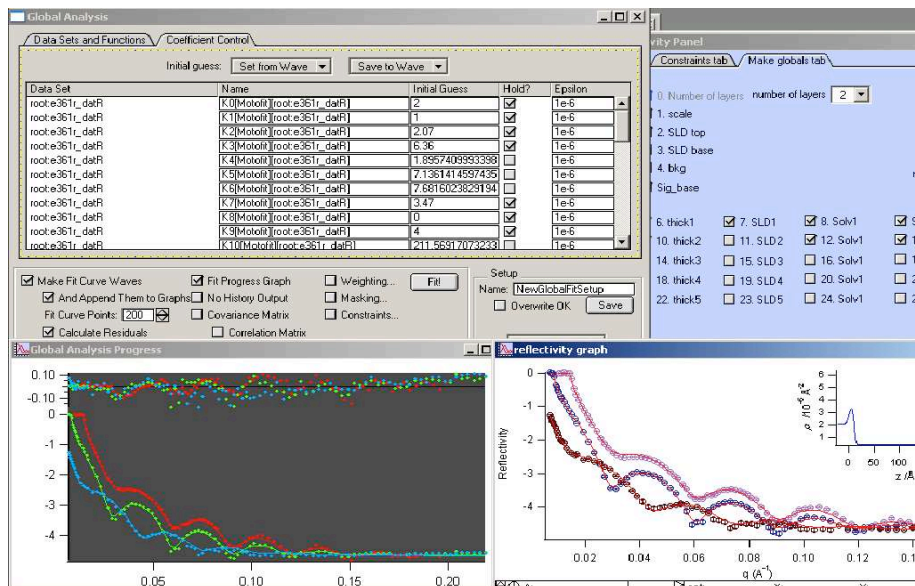 Global Analysis
Data Sets and Functions Coefficient Control
Initial guess: Set from Wave Save to Wave
Data Set Name Initial Guess Hold? Epsilon
root:e361r_datR K0[Motofit][root:e361r_datR] 2 1e-6
root:e361r_datR K1[Motofit][root:e361r_datR] 1 1e-6
root:e361r_datR K2[Motofit][root:e361r_datR] 2.07 1e-6
root:e361r_datR K3[Motofit][root:e361r_datR] 6.36 1e-6
root:e361r_datR K4[Motofit][root:e361r_datR] 1.8957409993398 1e-6
root:e361r_datR K5[Motofit][root:e361r_datR] 7.1361414597435 1e-6
root:e361r_datR K6[Motofit][root:e361r_datR] 7.6816023829194 1e-6
root:e361r_datR K7[Motofit][root:e361r_datR] 3.47 1e-6
root:e361r_datR K8[Motofit][root:e361r_datR] 0 1e-6
root:e361r_datR K9[Motofit][root:e361r_datR] 4 1e-6
root:e361r_datR K10[Motofit][root:e361r_datR] 211.56917073233 1e-6
Make Fit Curve Waves Fit Progress Graph Weighting... Fit!
And Append Them to Graphs No History Output Masking...
Fit Curve Points: 200 Covariance Matrix Constraints...
Calculate Residuals Correlation Matrix
Setup
Name: NewGlobalFitSetup
Overwrite OK Save
vity Panel
Constraints tab Make globals tab
0. Number of layers number of layers 2
1. scale
2. SLD top
3. SLD base
4. bkg
Sig_base
6. thick1 7. SLD1 8. Solv1
10. thick2 11. SLD2 12. Solv1
14. thick3 15. SLD3 16. Solv1
18. thick4 19. SLD4 20. Solv1
22. thick5 23. SLD5 24. Solv1
Global Analysis Progress
0.10
-0.10
0
-1
-2
-3
-4
0.05 0.10 0.15 0.20
reflectivity graph
0
-1
-2
-3
-4
Reflectivity
0.02 0.04 0.06 0.08 0.10 0.12
q (Å⁻¹)
6
5
4
3
2
1
ρ /10⁻⁶ Å⁻²
0 50 100